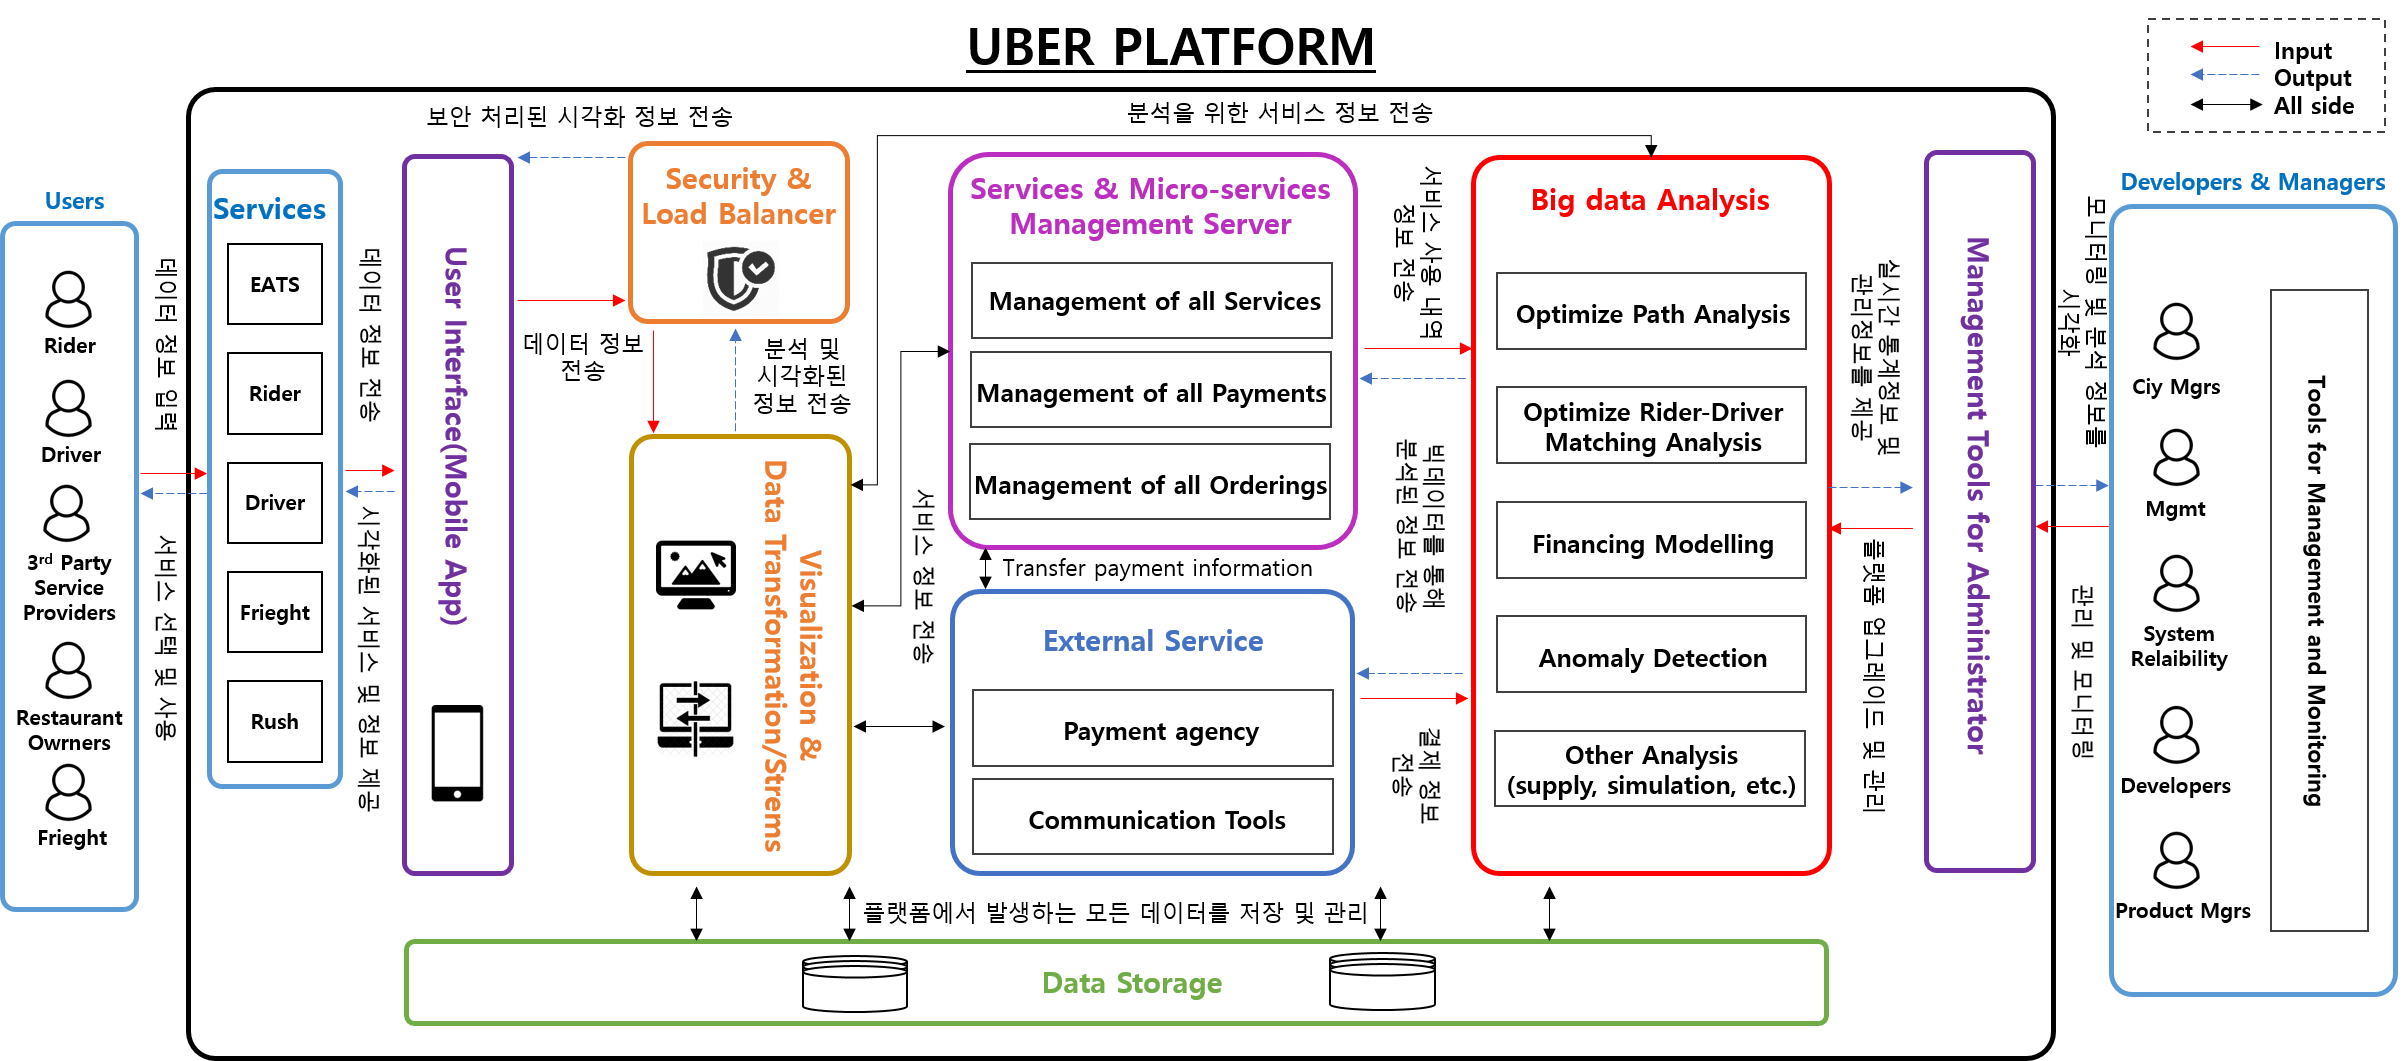 UBER PLATFORM
Input
Output
All side
Users
Rider
Driver
3rd Party
Service
Providers
Restaurant
Owrners
Frieght
데이터 정보 입력
서비스 선택 및 사용
Services
EATS
Rider
Driver
Frieght
Rush
데이터 정보 전송
시각화된 서비스 및 정보 제공
User Interface(Mobile App)
보안 처리된 시각화 정보 전송
Security &
Load Balancer
데이터 정보
전송
분석 및
시각화된
정보 전송
Visualization &
Data Transformation/Strems
분석을 위한 서비스 정보 전송
서비스 정보 전송
Services & Micro-services
Management Server
Management of all Services
Management of all Payments
Management of all Orderings
Transfer payment information
External Service
Payment agency
Communication Tools
서비스 사용 내역
정보 전송
빅데이터를 통해
분석된 정보 전송
결제 정보
전송
Big data Analysis
Optimize Path Analysis
Optimize Rider-Driver
Matching Analysis
Financing Modelling
Anomaly Detection
Other Analysis
(supply, simulation, etc.)
실시간 통계정보 및
관리정보를 제공
플랫폼 업그레이드 및 관리
Management Tools for Administrator
모니터링 및 분석 정보를
시각화
관리 및 모니터링
Developers & Managers
Ciy Mgrs
Mgmt
System
Relaibility
Developers
Product Mgrs
Tools for Management and Monitoring
플랫폼에서 발생하는 모든 데이터를 저장 및 관리
Data Storage